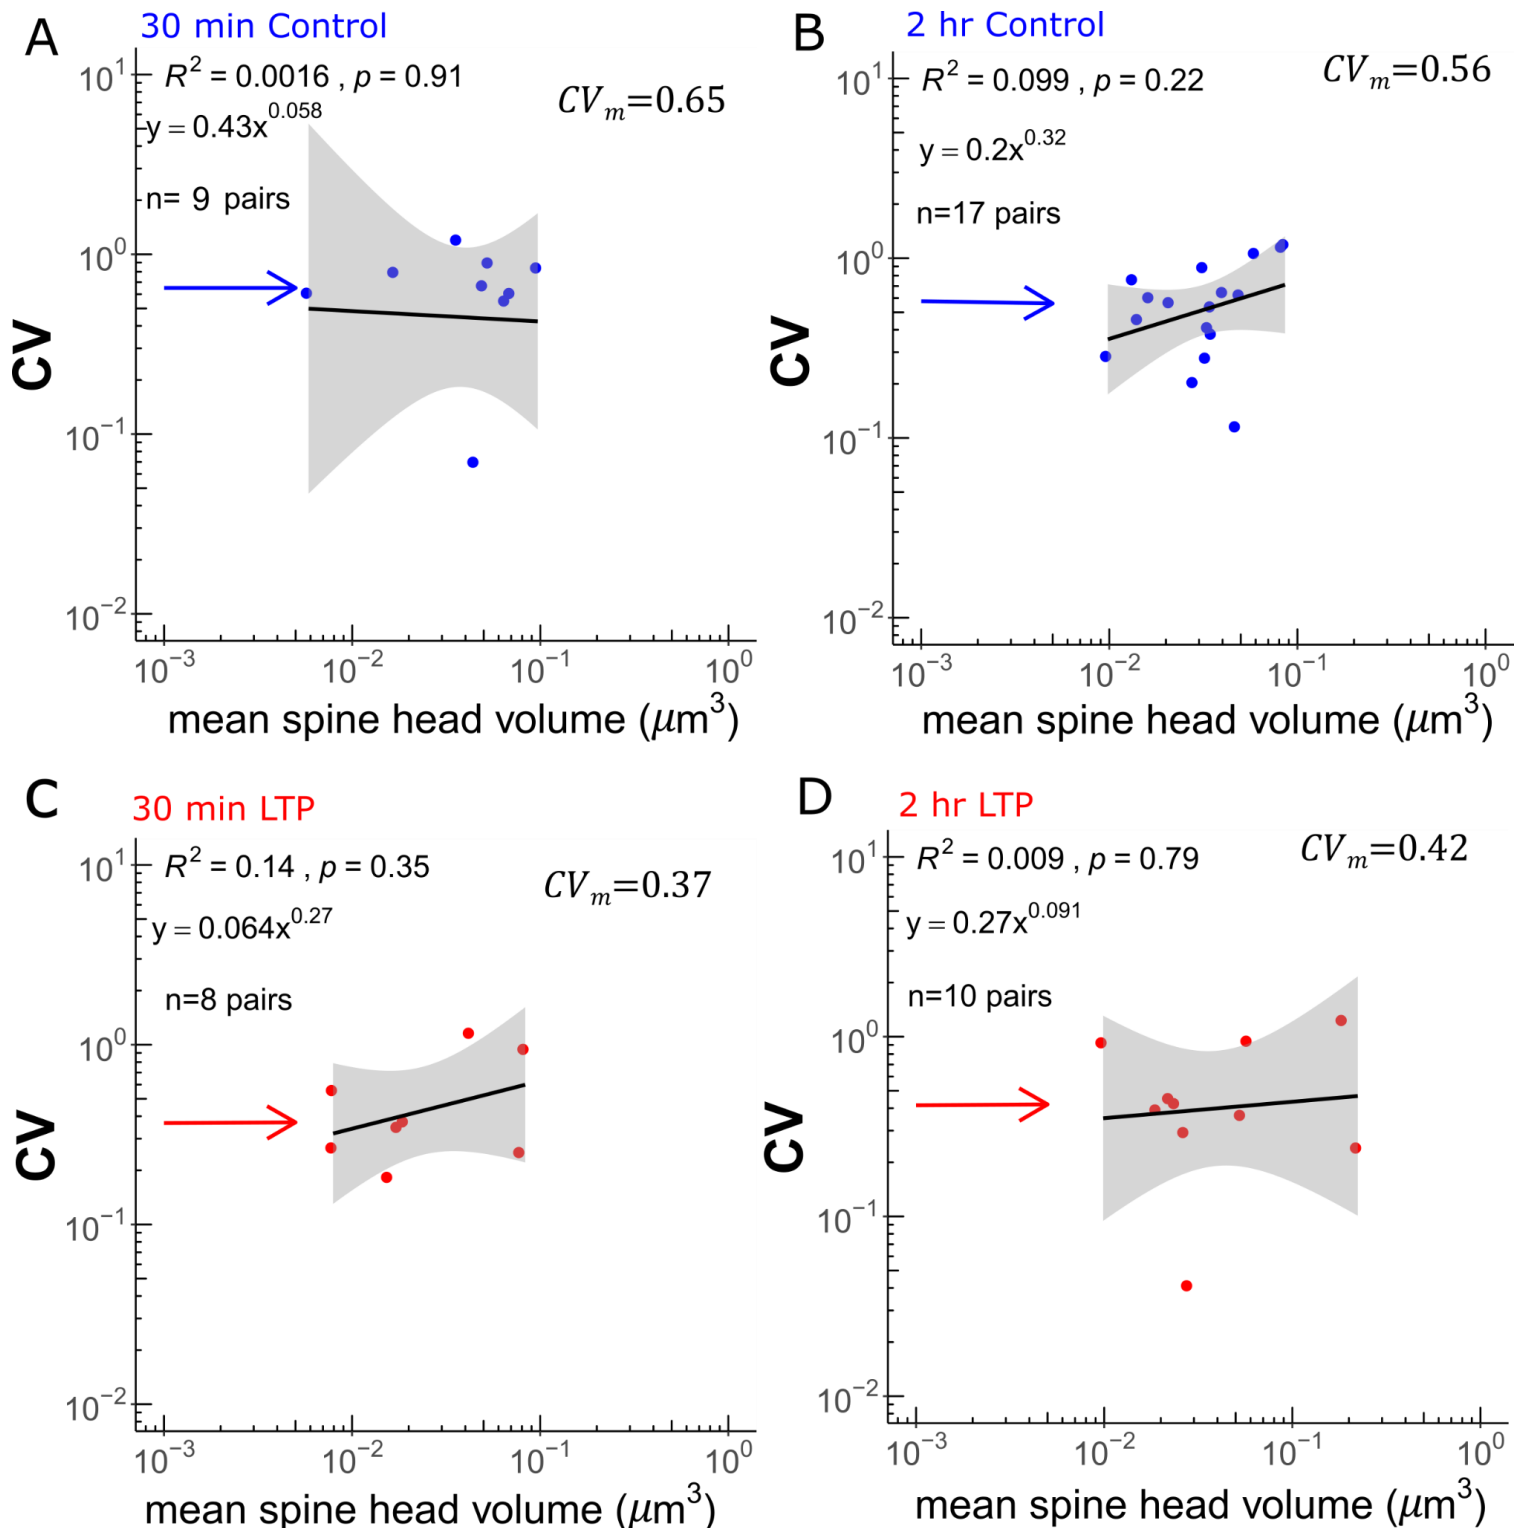 A
30 min Control
R² = 0.0016 , p = 0.91
CVₘ=0.65
y = 0.43x^0.058
n= 9 pairs
10¹
10⁰
10⁻¹
10⁻²
CV
10⁻³ 10⁻² 10⁻¹ 10⁰
mean spine head volume (μm³)
B
2 hr Control
R² = 0.099 , p = 0.22
CVₘ=0.56
y = 0.2x^0.32
n=17 pairs
10¹
10⁰
10⁻¹
10⁻²
CV
10⁻³ 10⁻² 10⁻¹ 10⁰
mean spine head volume (μm³)
C
30 min LTP
R² = 0.14 , p = 0.35
CVₘ=0.37
y = 0.064x^0.27
n=8 pairs
10¹
10⁰
10⁻¹
10⁻²
CV
10⁻³ 10⁻² 10⁻¹ 10⁰
mean spine head volume (μm³)
D
2 hr LTP
R² = 0.009 , p = 0.79
CVₘ=0.42
y = 0.27x^0.091
n=10 pairs
10¹
10⁰
10⁻¹
10⁻²
CV
10⁻³ 10⁻² 10⁻¹ 10⁰
mean spine head volume (μm³)